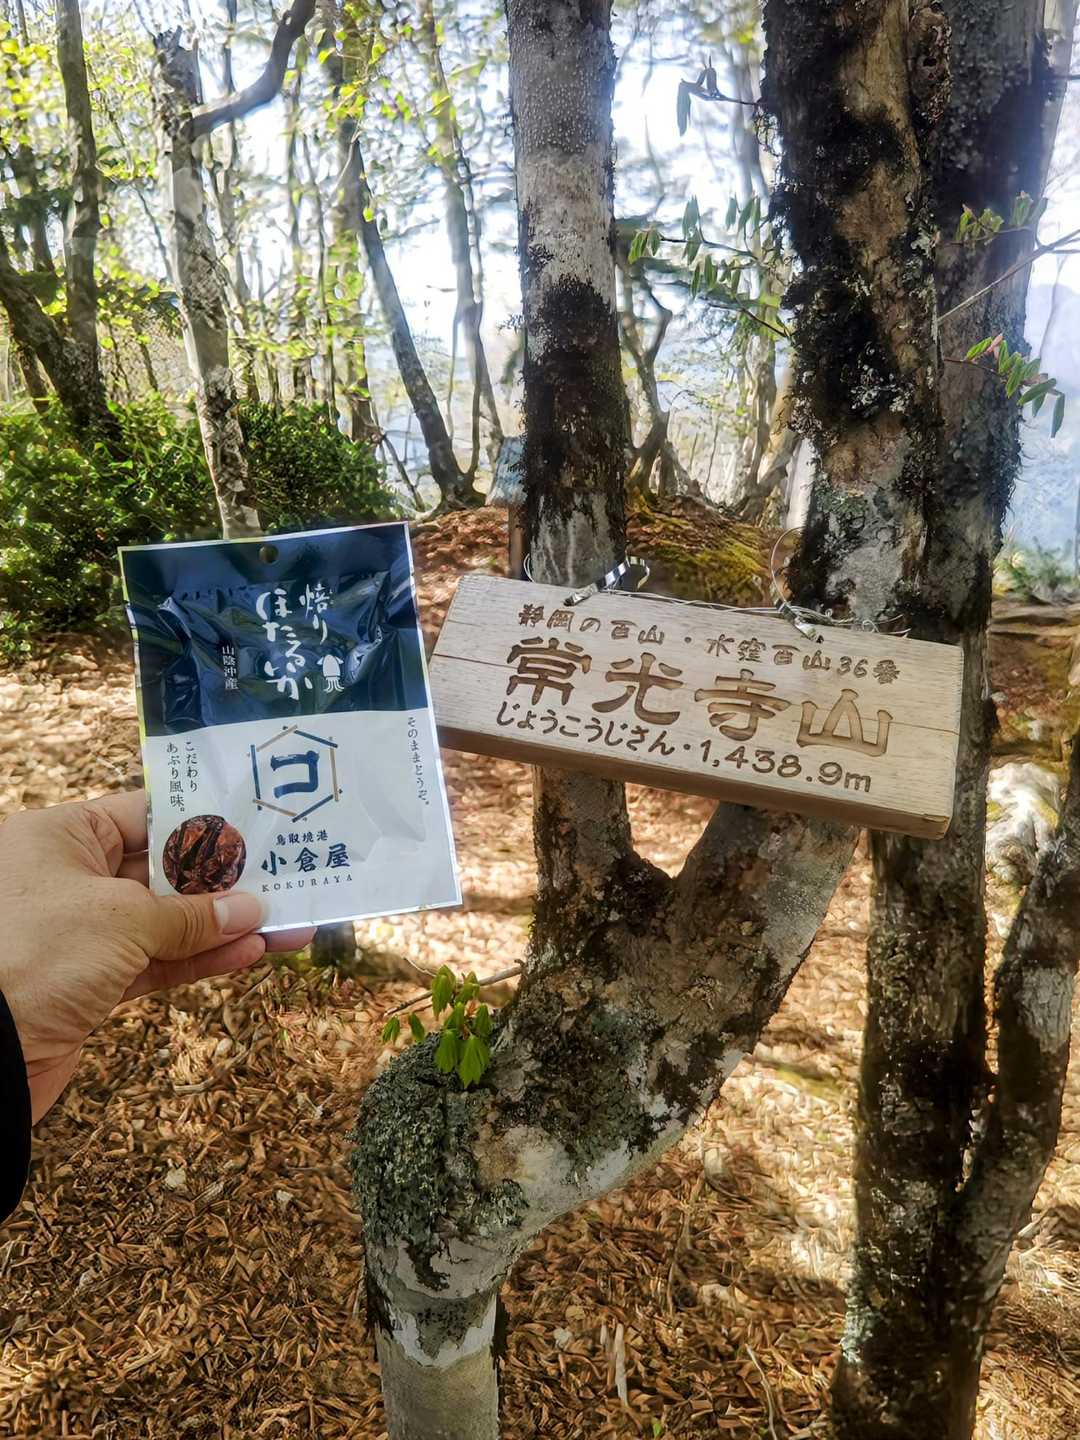 焙り
ほたるいか
山陰沖産
そのままとうぞ。
こだわり
あぶり風味。
コ
鳥取境港
小倉屋
KOKURAYA
静岡の百山・水窪百山36番
常光寺山
じょうこうじさん・1,438.9m